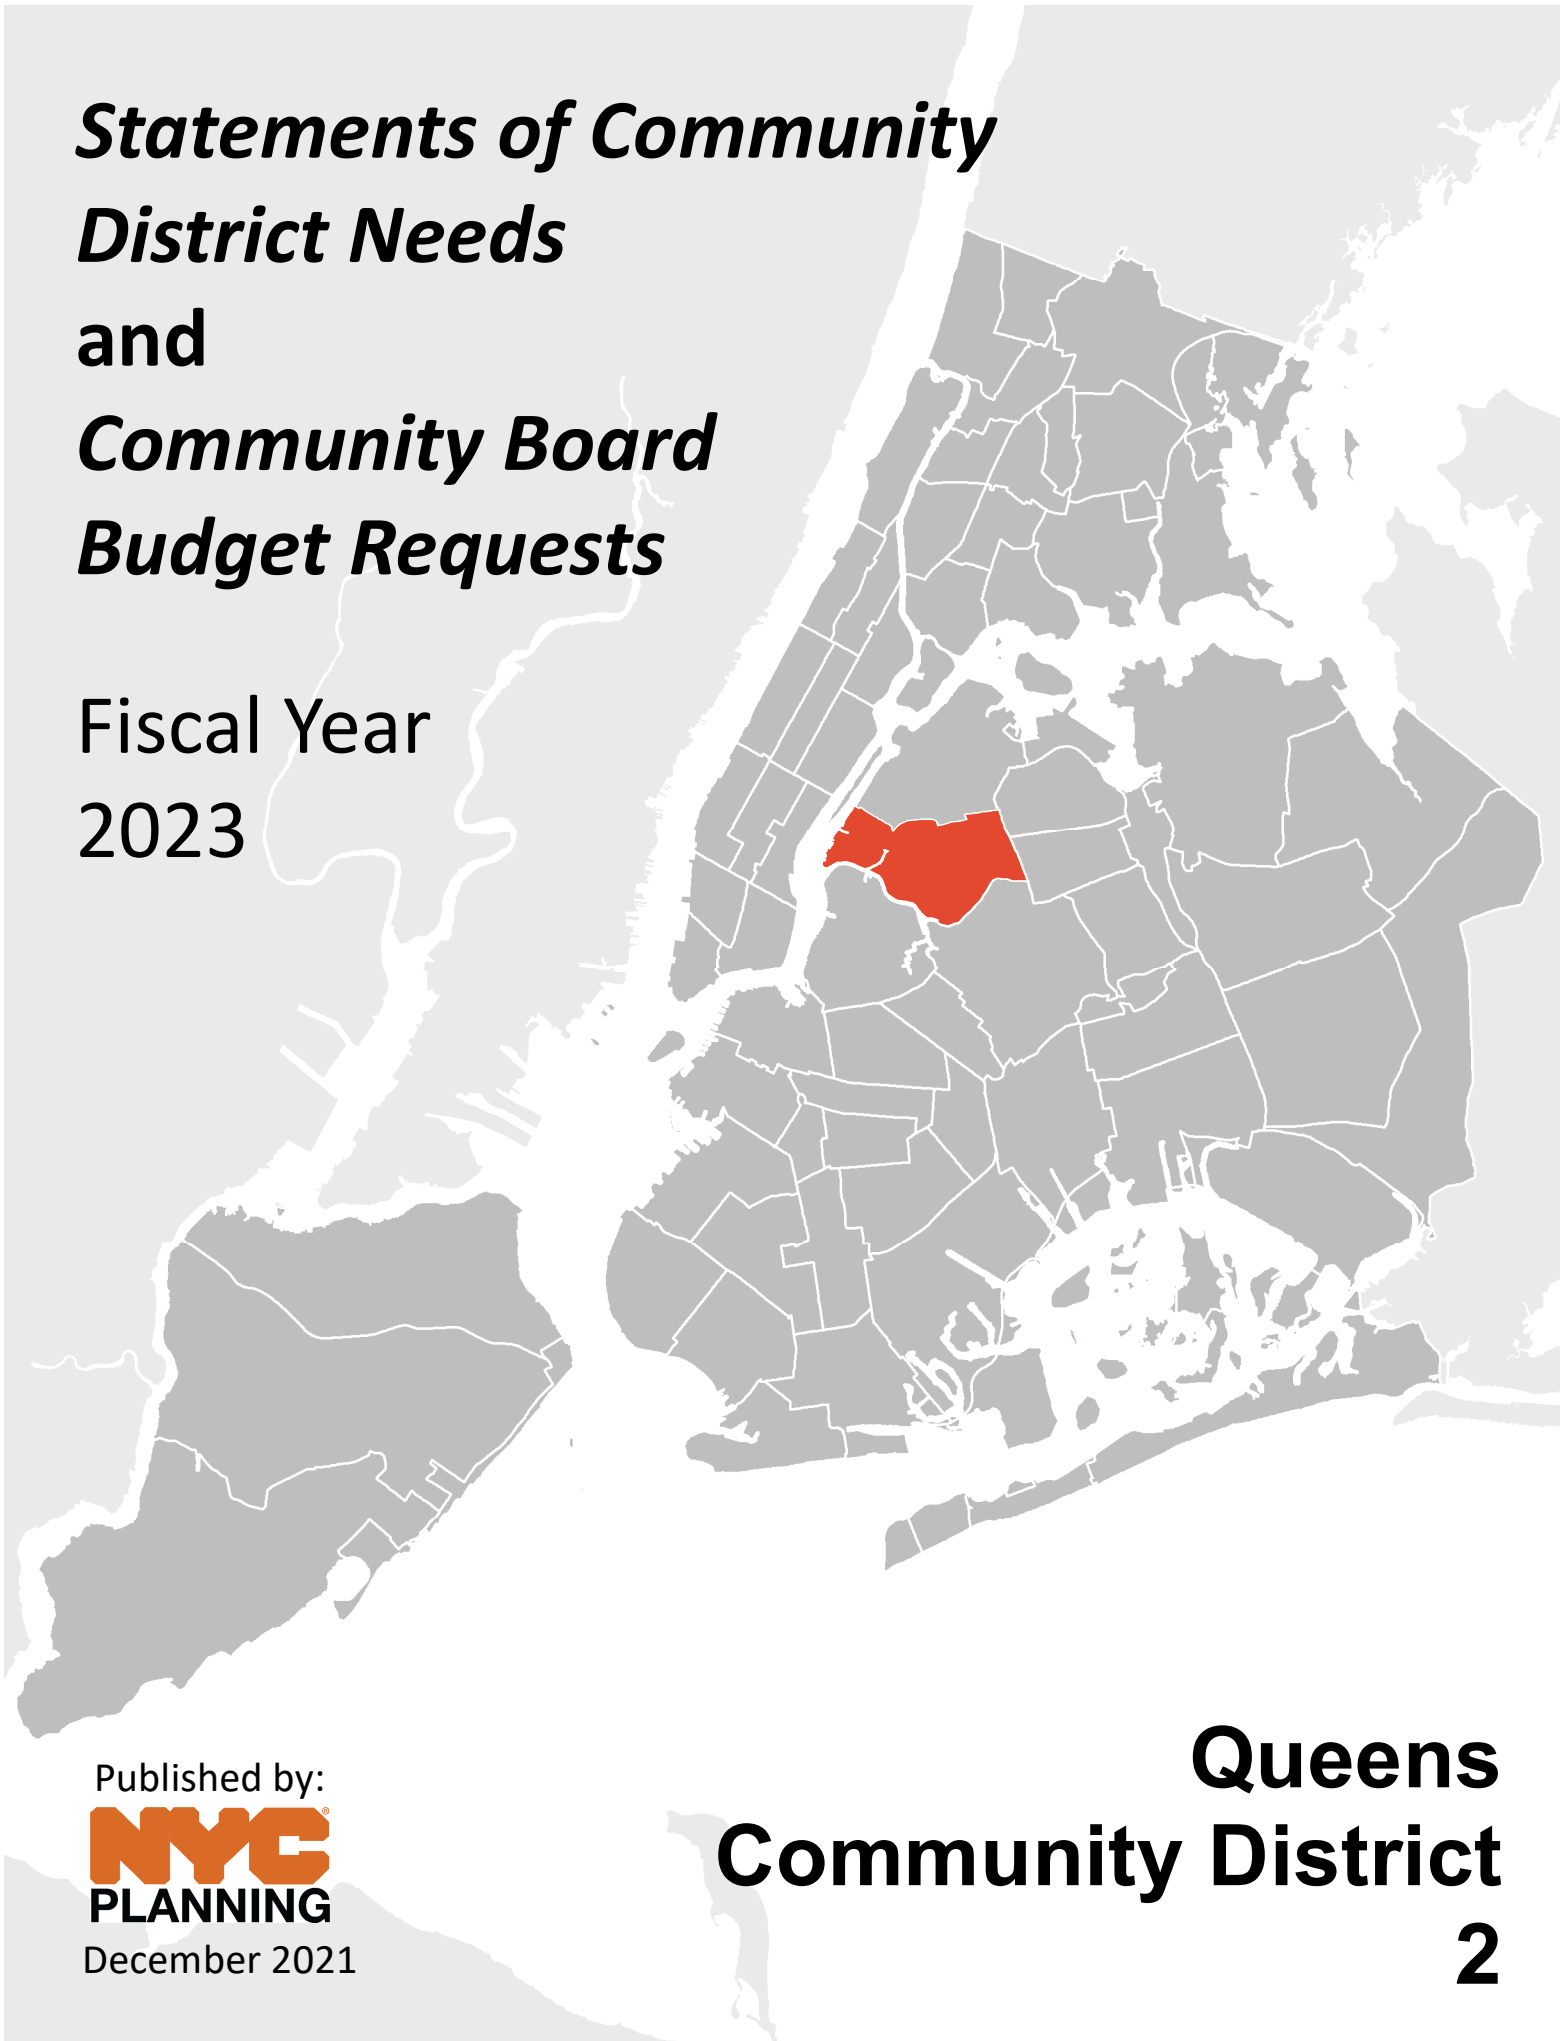 Statements of Community
District Needs
and
Community Board
Budget Requests
Fiscal Year
2023
Published by:
NYC®
PLANNING
December 2021
Queens
Community District
2